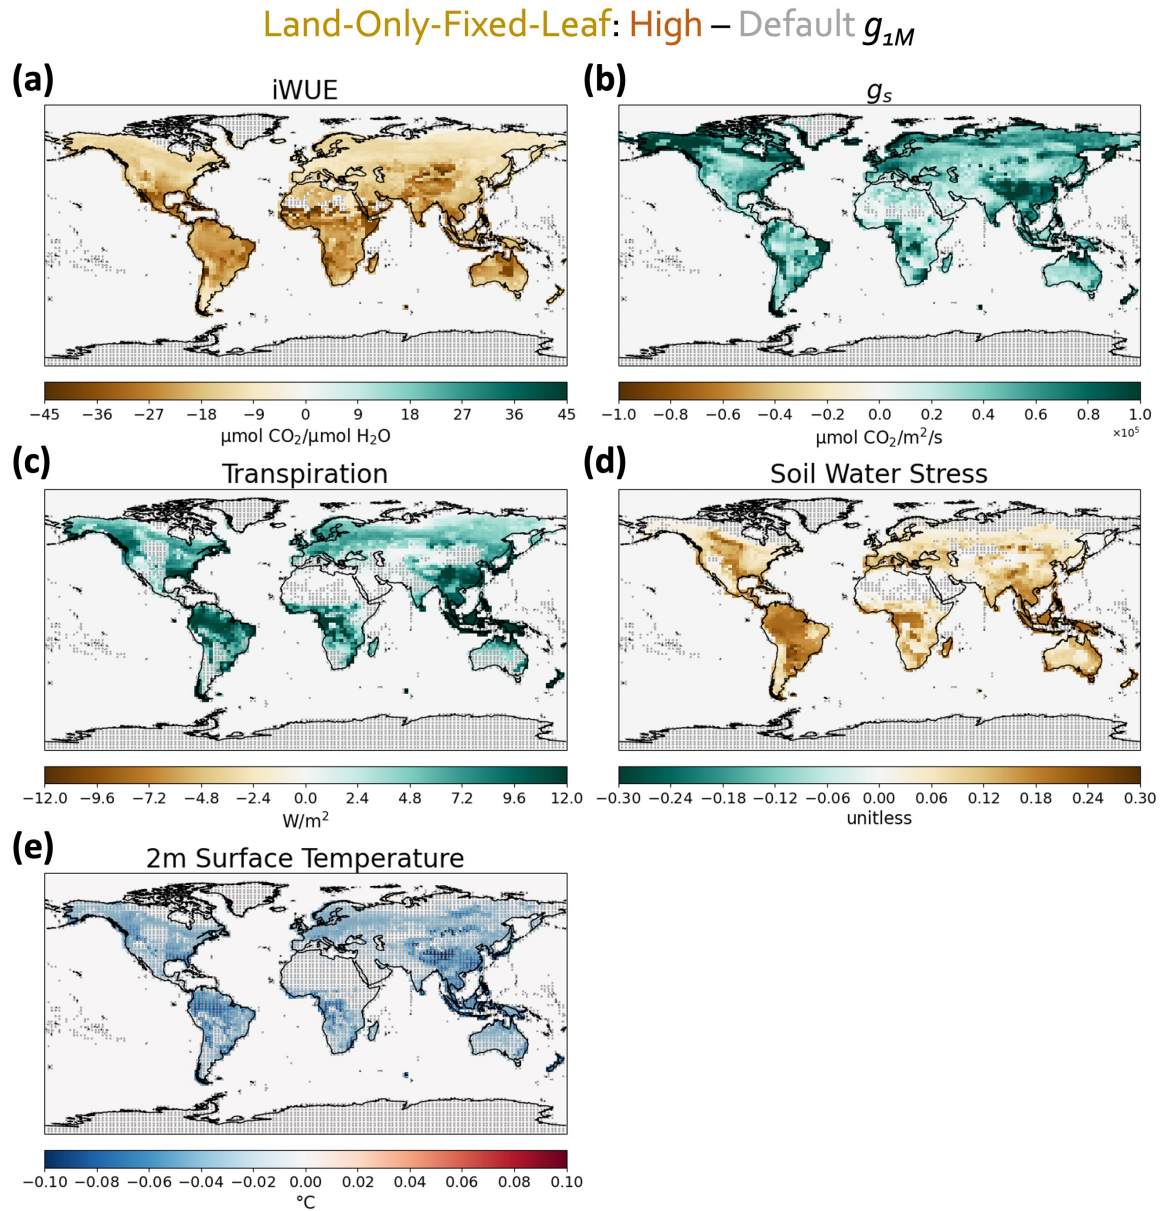 Land-Only-Fixed-Leaf: High – Default g₁M
(a)
iWUE
−45 −36 −27 −18 −9 0 9 18 27 36 45
µmol CO₂/µmol H₂O
(b)
gₛ
−1.0 −0.8 −0.6 −0.4 −0.2 0.0 0.2 0.4 0.6 0.8 1.0
×10⁵
µmol CO₂/m²/s
(c)
Transpiration
−12.0 −9.6 −7.2 −4.8 −2.4 0.0 2.4 4.8 7.2 9.6 12.0
W/m²
(d)
Soil Water Stress
−0.30 −0.24 −0.18 −0.12 −0.06 0.00 0.06 0.12 0.18 0.24 0.30
unitless
(e)
2m Surface Temperature
−0.10 −0.08 −0.06 −0.04 −0.02 0.00 0.02 0.04 0.06 0.08 0.10
°C